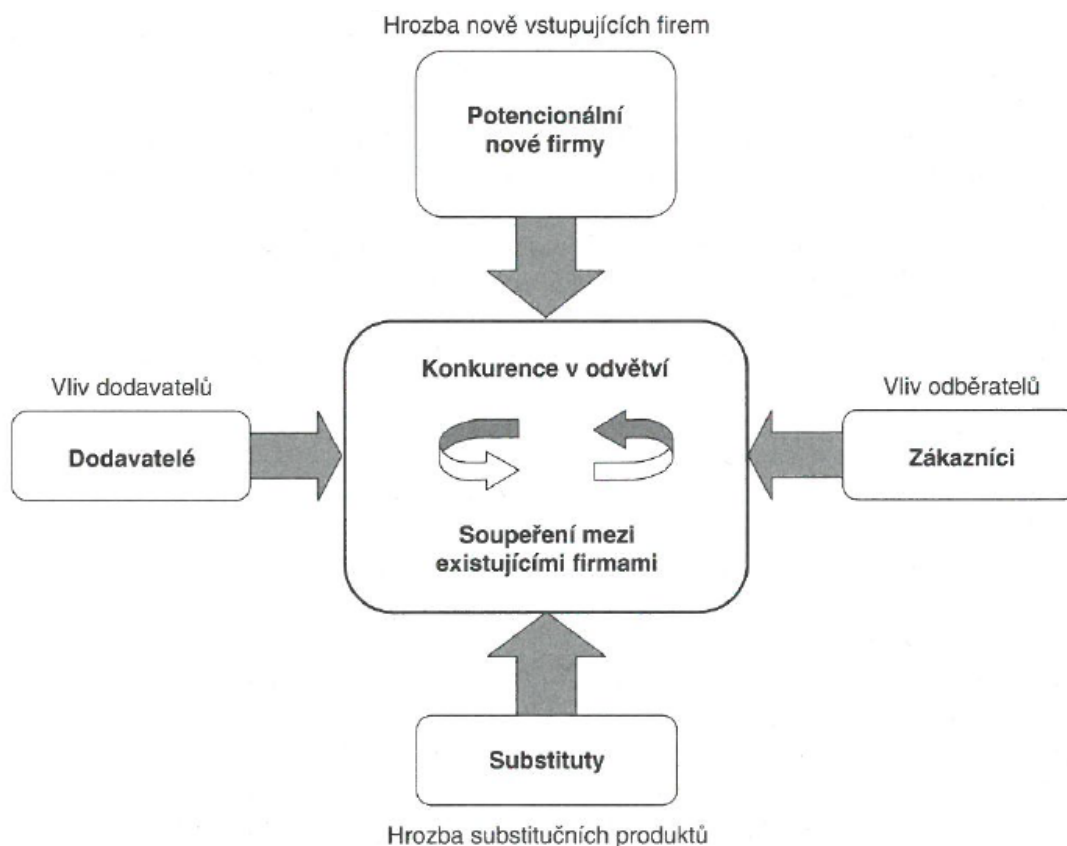 Hrozba nově vstupujících firem
Potencionální
nové firmy
Konkurence v odvětví
Vliv dodavatelů
Dodavatelé
Vliv odběratelů
Zákazníci
Soupeření mezi
existujícími firmami
Substituty
Hrozba substitučních produktů